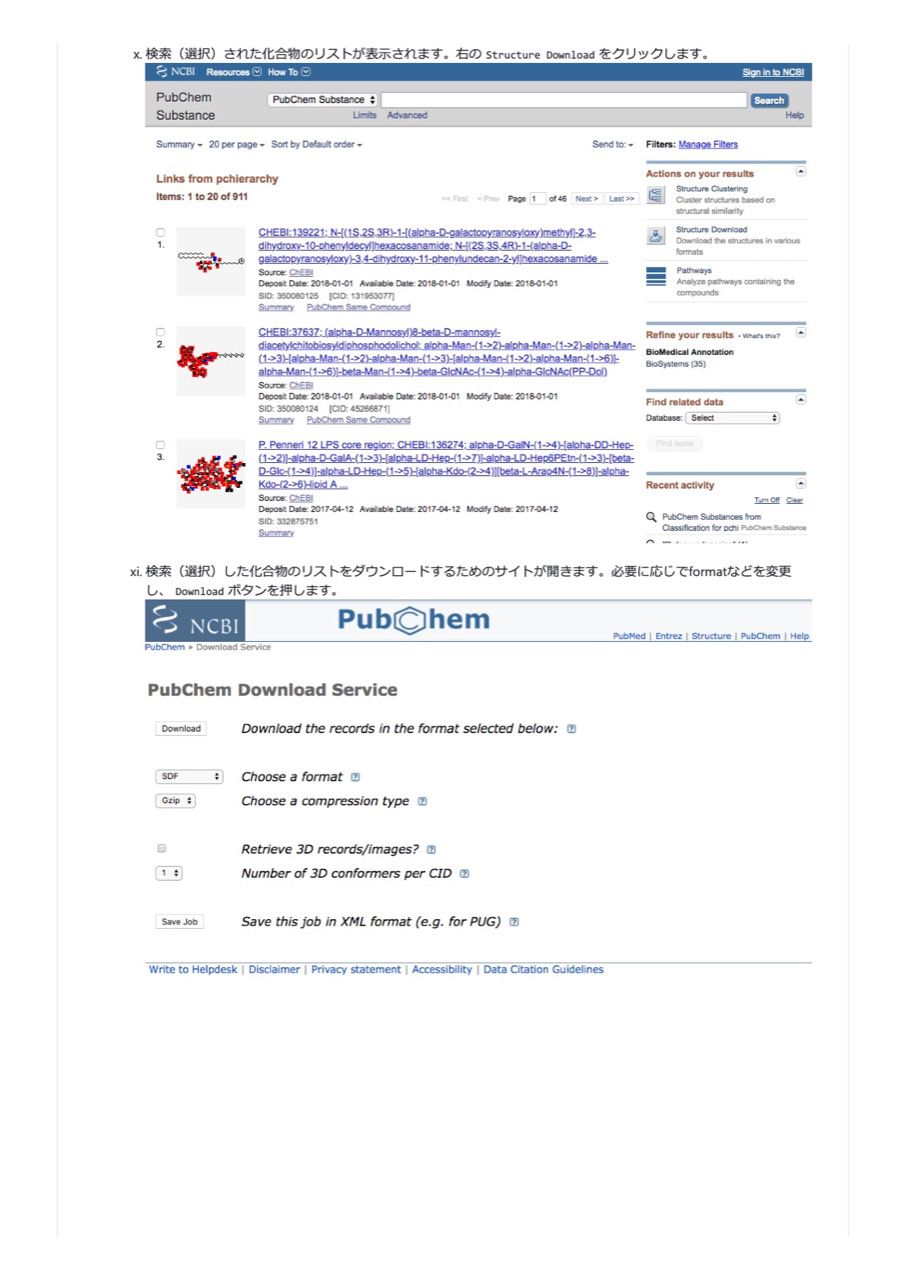 x. 検索（選択）された化合物のリストが表示されます。右の Structure Download をクリックします。
NCBI Resources How To Sign in to NCBI
PubChem Substance
PubChem Substance Search
Limits Advanced Help
Summary 20 per page Sort by Default order Send to: Filters: Manage Filters
Links from pchierarchy
Items: 1 to 20 of 911
<< First < Prev Page 1 of 46 Next > Last >>
1.
CHEBI:139221; N-[(1S,2S,3R)-1-[(alpha-D-galactopyranosyloxy)methyl]-2,3-
dihydroxy-10-phenyldecyl]hexacosanamide; N-[(2S,3S,4R)-1-(alpha-D-
galactopyranosyloxy)-3,4-dihydroxy-11-phenylundecan-2-yl]hexacosanamide ...
Source: ChEBI
Deposit Date: 2018-01-01 Available Date: 2018-01-01 Modify Date: 2018-01-01
SID: 350080125 [CID: 131953077]
Summary PubChem Same Compound
2.
CHEBI:37637; (alpha-D-Mannosyl)8-beta-D-mannosyl-
diacetylchitobiosyldiphosphodolichol; alpha-Man-(1->2)-alpha-Man-(1->2)-alpha-Man-
(1->3)-[alpha-Man-(1->2)-alpha-Man-(1->3)-[alpha-Man-(1->2)-alpha-Man-(1->6)]-
alpha-Man-(1->6)]-beta-Man-(1->4)-beta-GlcNAc-(1->4)-alpha-GlcNAc(PP-Dol)
Source: ChEBI
Deposit Date: 2018-01-01 Available Date: 2018-01-01 Modify Date: 2018-01-01
SID: 350080124 [CID: 45266871]
Summary PubChem Same Compound
3.
P. Penneri 12 LPS core region; CHEBI:136274; alpha-D-GalN-(1->4)-[alpha-DD-Hep-
(1->2)]-alpha-D-GalA-(1->3)-[alpha-LD-Hep-(1->7)]-alpha-LD-Hep6PEtn-(1->3)-[beta-
D-Glc-(1->4)]-alpha-LD-Hep-(1->5)-[alpha-Kdo-(2->4)][beta-L-Arap4N-(1->8)]-alpha-
Kdo-(2->6)-lipid A ...
Source: ChEBI
Deposit Date: 2017-04-12 Available Date: 2017-04-12 Modify Date: 2017-04-12
SID: 332875751
Summary
Actions on your results
Structure Clustering
Cluster structures based on
structural similarity
Structure Download
Download the structures in various
formats
Pathways
Analyze pathways containing the
compounds
Refine your results - What's this?
BioMedical Annotation
BioSystems (35)
Find related data
Database: Select
Find items
Recent activity
Turn Off Clear
PubChem Substances from
Classification for pchi PubChem Substance
xi. 検索（選択）した化合物のリストをダウンロードするためのサイトが開きます。必要に応じでformatなどを変更
し、 Download ボタンを押します。
NCBI PubChem
PubMed | Entrez | Structure | PubChem | Help
PubChem » Download Service
PubChem Download Service
Download Download the records in the format selected below: ?
SDF Choose a format ?
Gzip Choose a compression type ?
Retrieve 3D records/images? ?
1 Number of 3D conformers per CID ?
Save Job Save this job in XML format (e.g. for PUG) ?
Write to Helpdesk | Disclaimer | Privacy statement | Accessibility | Data Citation Guidelines